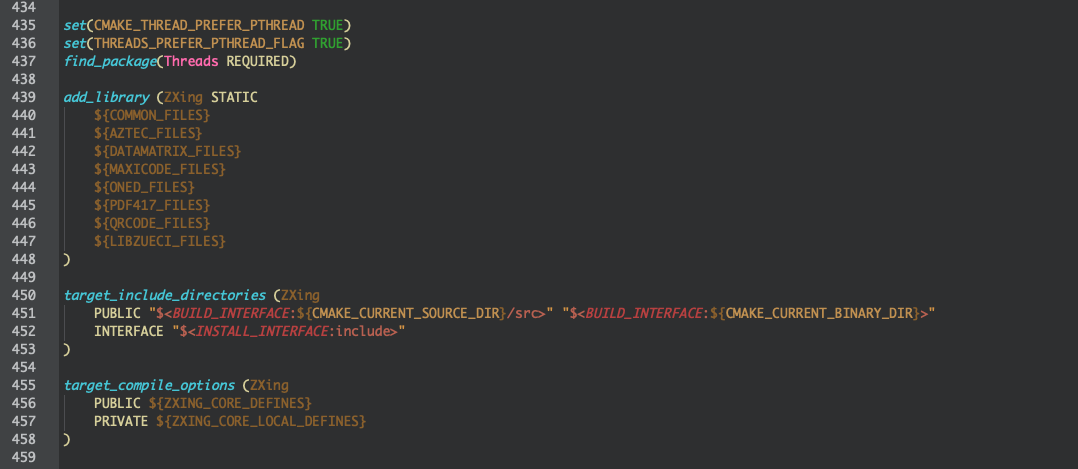 434
435 set(CMAKE_THREAD_PREFER_PTHREAD TRUE)
436 set(THREADS_PREFER_PTHREAD_FLAG TRUE)
437 find_package(Threads REQUIRED)
438
439 add_library (ZXing STATIC
440     ${COMMON_FILES}
441     ${AZTEC_FILES}
442     ${DATAMATRIX_FILES}
443     ${MAXICODE_FILES}
444     ${ONED_FILES}
445     ${PDF417_FILES}
446     ${QRCODE_FILES}
447     ${LIBZUECI_FILES}
448 )
449
450 target_include_directories (ZXing
451     PUBLIC "$<BUILD_INTERFACE:${CMAKE_CURRENT_SOURCE_DIR}/src>" "$<BUILD_INTERFACE:${CMAKE_CURRENT_BINARY_DIR}>"
452     INTERFACE "$<INSTALL_INTERFACE:include>"
453 )
454
455 target_compile_options (ZXing
456     PUBLIC ${ZXING_CORE_DEFINES}
457     PRIVATE ${ZXING_CORE_LOCAL_DEFINES}
458 )
459